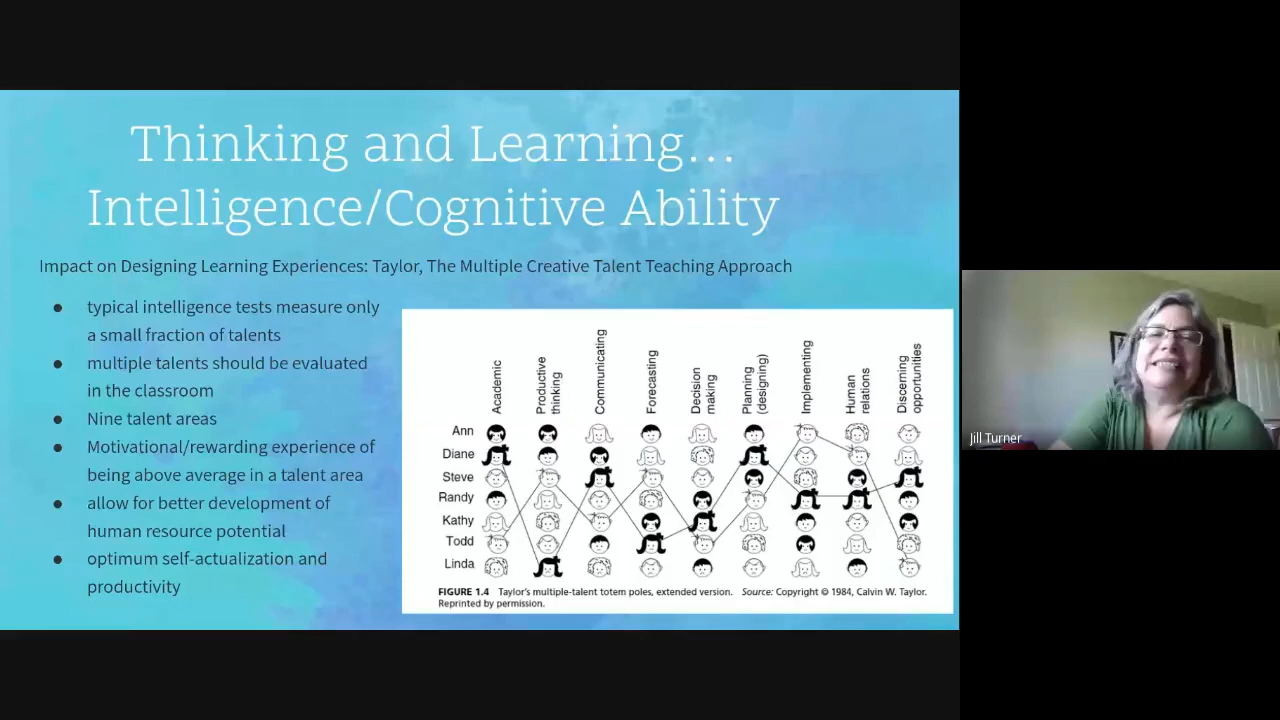 Thinking and Learning…
Intelligence/Cognitive Ability
Impact on Designing Learning Experiences: Taylor, The Multiple Creative Talent Teaching Approach
● typical intelligence tests measure only
a small fraction of talents
● multiple talents should be evaluated
in the classroom
● Nine talent areas
● Motivational/rewarding experience of
being above average in a talent area
● allow for better development of
human resource potential
● optimum self-actualization and
productivity
Academic
Productive
thinking
Communicating
Forecasting
Decision
making
Planning
(designing)
Implementing
Human
relations
Discerning
opportunities
Ann
Diane
Steve
Randy
Kathy
Todd
Linda
FIGURE 1.4 Taylor's multiple-talent totem poles, extended version. Source: Copyright © 1984, Calvin W. Taylor.
Reprinted by permission.
Jill Turner